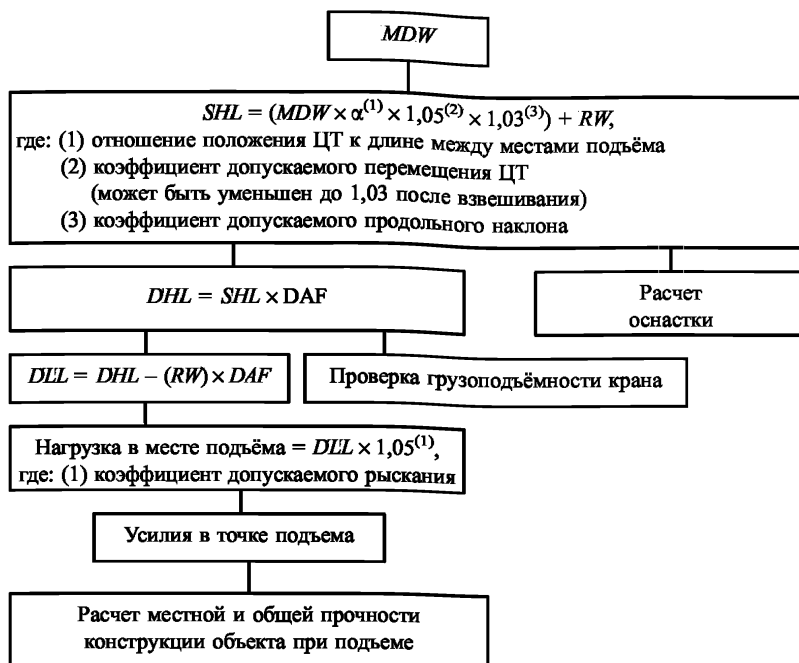 MDW
SHL = (MDW × α⁽¹⁾ × 1,05⁽²⁾ × 1,03⁽³⁾) + RW,
где: (1) отношение положения ЦТ к длине между местами подъёма
(2) коэффициент допускаемого перемещения ЦТ
(может быть уменьшен до 1,03 после взвешивания)
(3) коэффициент допускаемого продольного наклона
DHL = SHL × DAF
Расчет
оснастки
DLL = DHL – (RW) × DAF
Проверка грузоподъёмности крана
Нагрузка в месте подъёма = DLL × 1,05⁽¹⁾,
где: (1) коэффициент допускаемого рыскания
Усилия в точке подъема
Расчет местной и общей прочности
конструкции объекта при подъеме